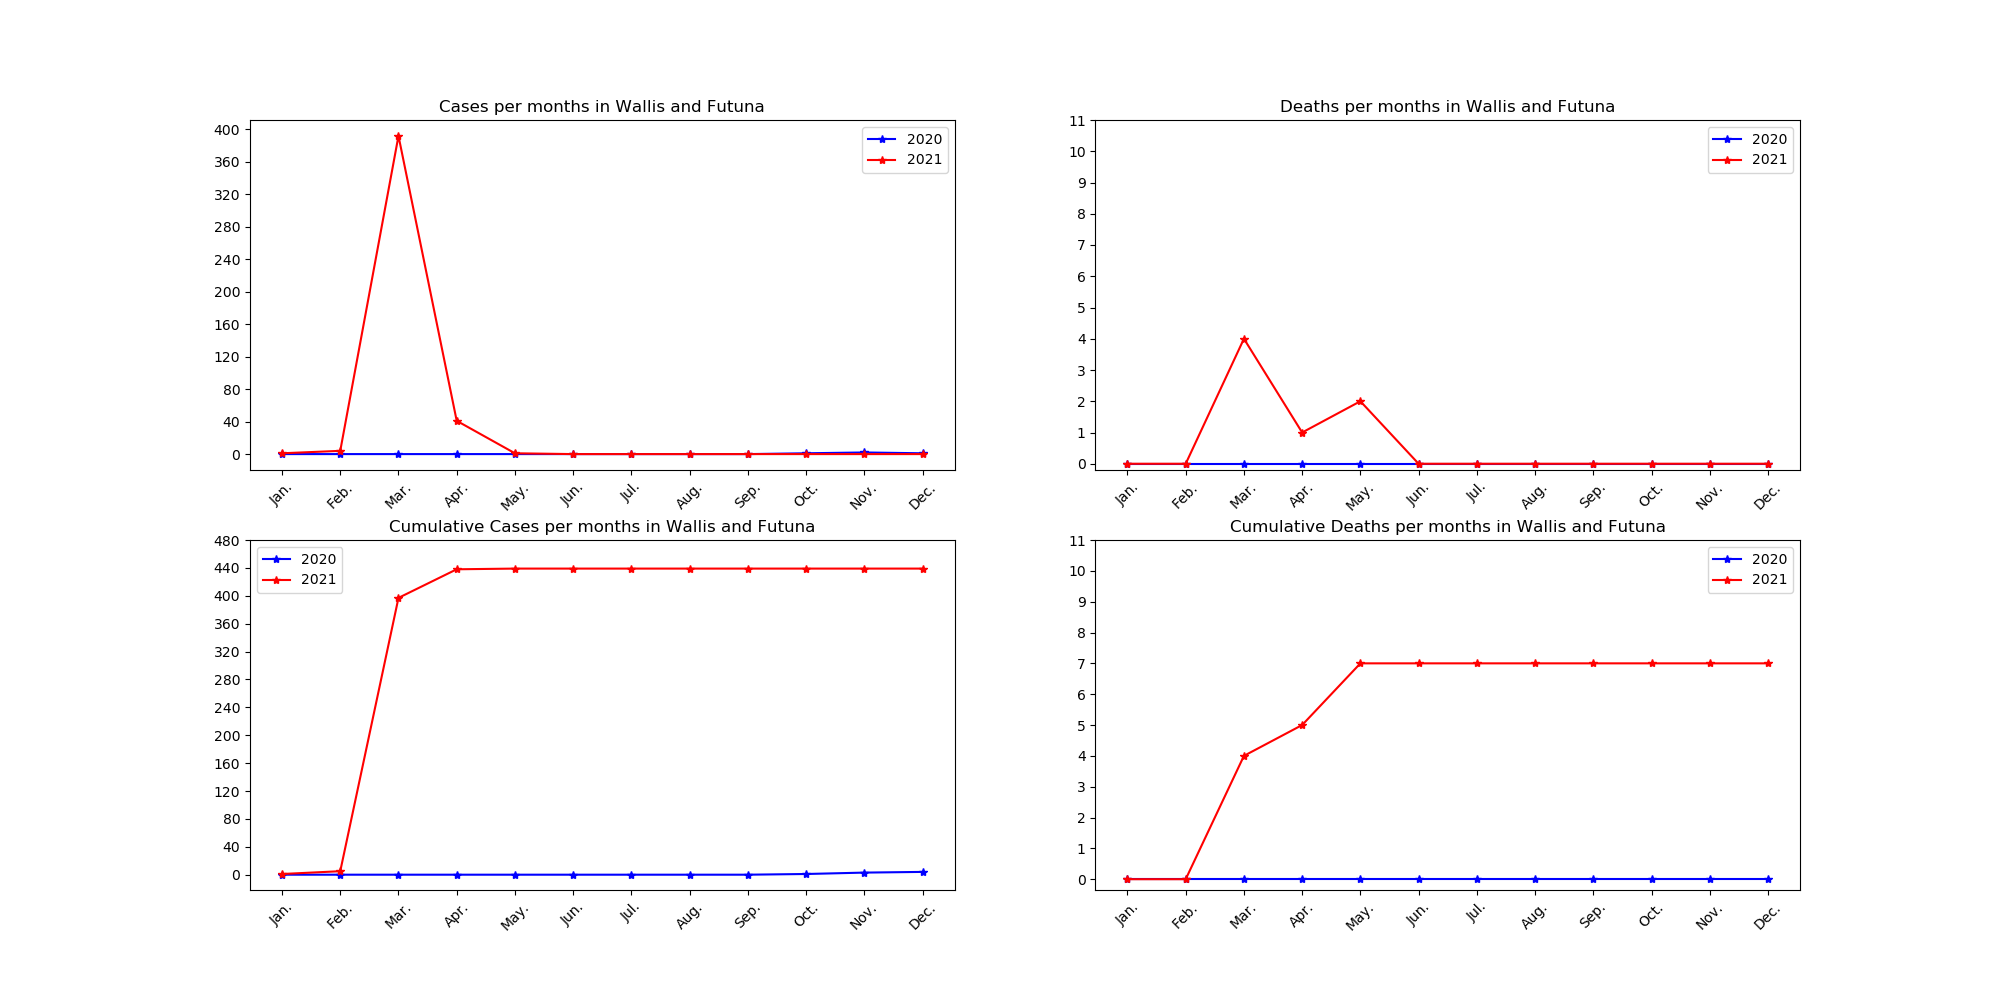 Cases per months in Wallis and Futuna
400
360
320
280
240
200
160
120
80
40
0
2020
2021
Jan.
Feb.
Mar.
Apr.
May.
Jun.
Jul.
Aug.
Sep.
Oct.
Nov.
Dec.
Deaths per months in Wallis and Futuna
11
10
9
8
7
6
5
4
3
2
1
0
2020
2021
Jan.
Feb.
Mar.
Apr.
May.
Jun.
Jul.
Aug.
Sep.
Oct.
Nov.
Dec.
Cumulative Cases per months in Wallis and Futuna
480
440
400
360
320
280
240
200
160
120
80
40
0
2020
2021
Jan.
Feb.
Mar.
Apr.
May.
Jun.
Jul.
Aug.
Sep.
Oct.
Nov.
Dec.
Cumulative Deaths per months in Wallis and Futuna
11
10
9
8
7
6
5
4
3
2
1
0
2020
2021
Jan.
Feb.
Mar.
Apr.
May.
Jun.
Jul.
Aug.
Sep.
Oct.
Nov.
Dec.